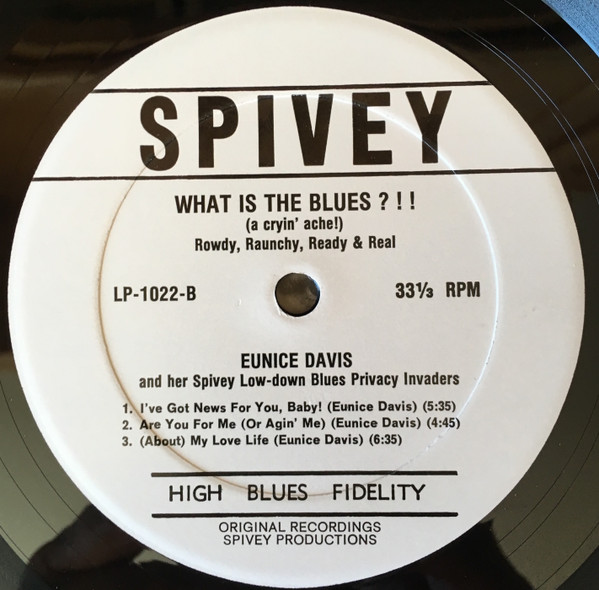 SPIVEY
WHAT IS THE BLUES ? ! !
(a cryin' ache!)
Rowdy, Raunchy, Ready & Real
LP-1022-B
33⅓ RPM
EUNICE DAVIS
and her Spivey Low-down Blues Privacy Invaders
1. I've Got News For You, Baby! (Eunice Davis) (5:35)
2. Are You For Me (Or Agin' Me) (Eunice Davis) (4:45)
3. (About) My Love Life (Eunice Davis) (6:35)
HIGH BLUES FIDELITY
ORIGINAL RECORDINGS
SPIVEY PRODUCTIONS